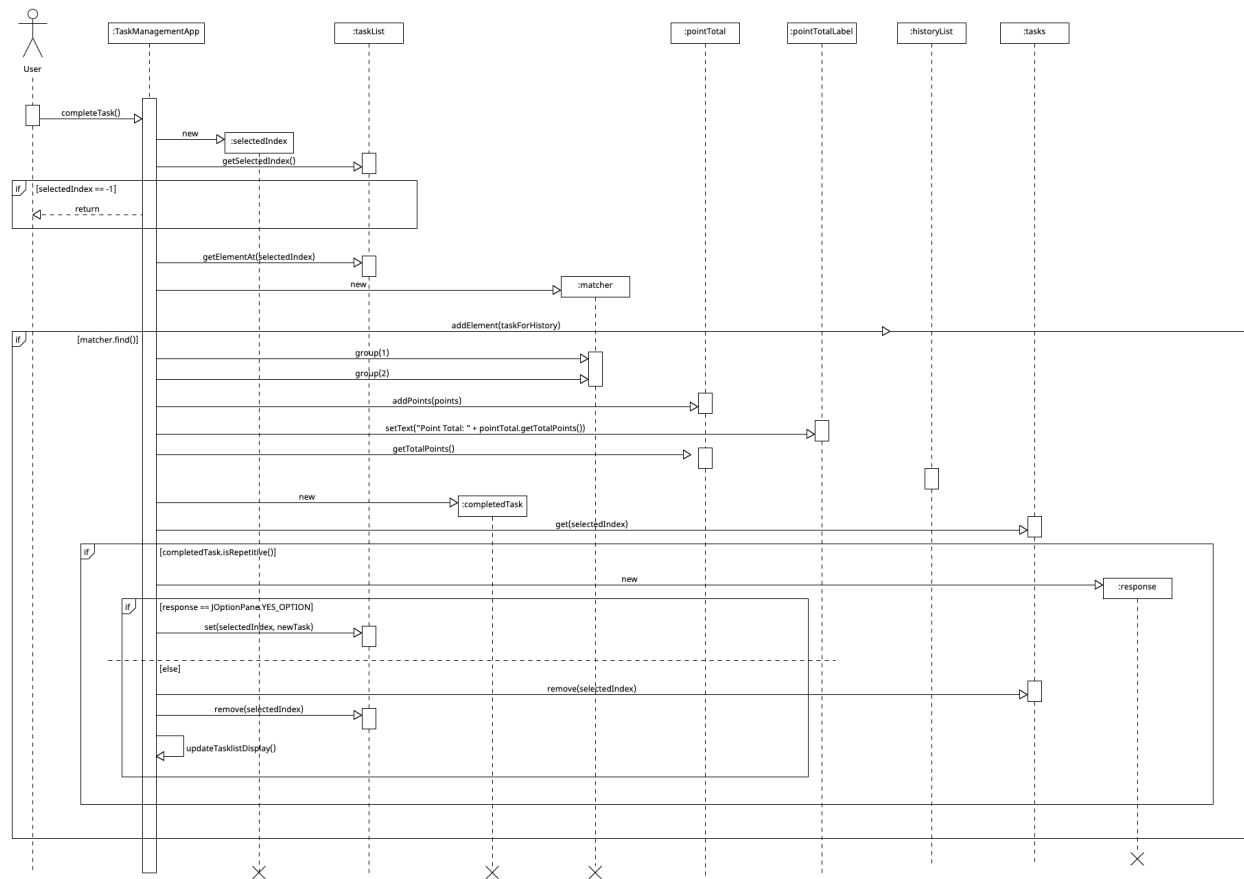 User
:TaskManagementApp
:taskList
:pointTotal
:pointTotalLabel
:historyList
:tasks
completeTask()
new
:selectedIndex
getSelectedIndex()
if
[selectedIndex == -1]
return
getElementAt(selectedIndex)
new
:matcher
addElement(taskForHistory)
if
[matcher.find()]
group(1)
group(2)
addPoints(points)
setText("Point Total: " + pointTotal.getTotalPoints())
getTotalPoints()
new
:completedTask
get(selectedIndex)
if
[completedTask.isRepetitive()]
new
:response
if
[response == JOptionPane.YES_OPTION]
set(selectedIndex, newTask)
[else]
remove(selectedIndex)
remove(selectedIndex)
updateTasklistDisplay()